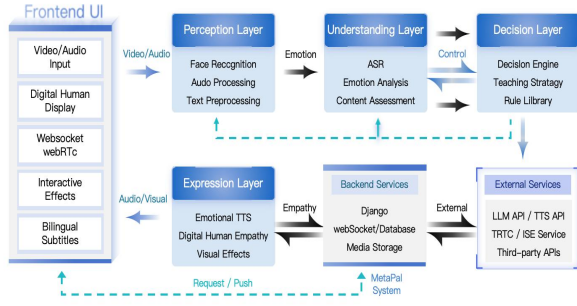 Frontend UI
Video/Audio
Input
Digital Human
Display
Websocket
webRTc
Interactive
Effects
Bilingual
Subtitles
Video/Audio
Perception Layer
Face Reccgnition
Audo Processing
Text Preprocessing
Emotion
Understanding Layer
ASR
Emotion Analysis
Content Assessment
Control
Decision Layer
Decision Engine
Teaching Stratagy
Rule Lilbrary
Audio/Visual
Expression Layer
Emotional TTS
Digital Human Empathy
Visual Effects
Empathy
Backend Services
Django
webSocket/Database
Media Storage
External
External Services
LLM API / TTS API
TRTC / ISE Service
Third-party APIs
Request / Push
MetaPal
System